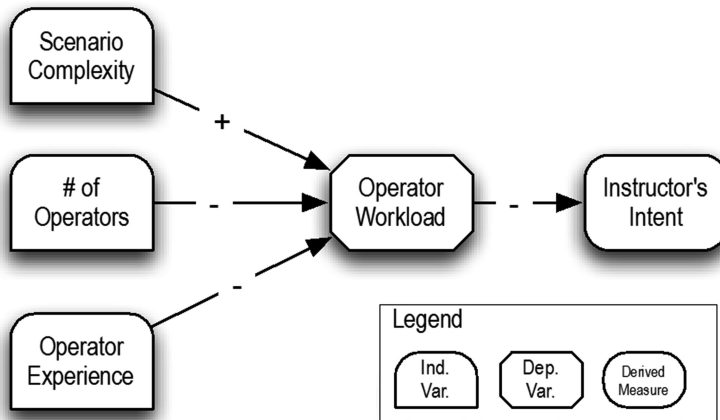 Scenario
Complexity
+
# of
Operators
-
Operator
Workload
-
Instructor's
Intent
-
Operator
Experience
Legend
Ind.
Var.
Dep.
Var.
Derived
Measure